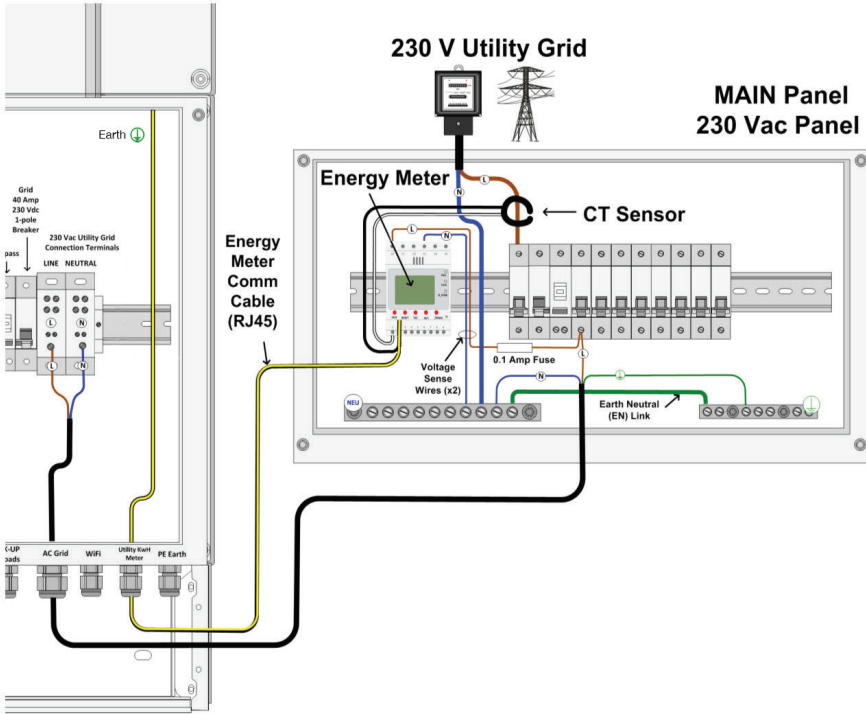 230 V Utility Grid
MAIN Panel
230 Vac Panel
Earth
Energy Meter
L
N
CT Sensor
Grid
40 Amp
230 Vdc
1-pole
Breaker
pass
230 Vac Utility Grid
Connection Terminals
LINE NEUTRAL
L
N
L
N
Energy
Meter
Comm
Cable
(RJ45)
L
N
Voltage
Sense
Wires (x2)
0.1 Amp Fuse
L
N
Earth Neutral
(EN) Link
NEU
K-UP
oads
AC Grid
WiFi
Utility KwH
Meter
PE Earth